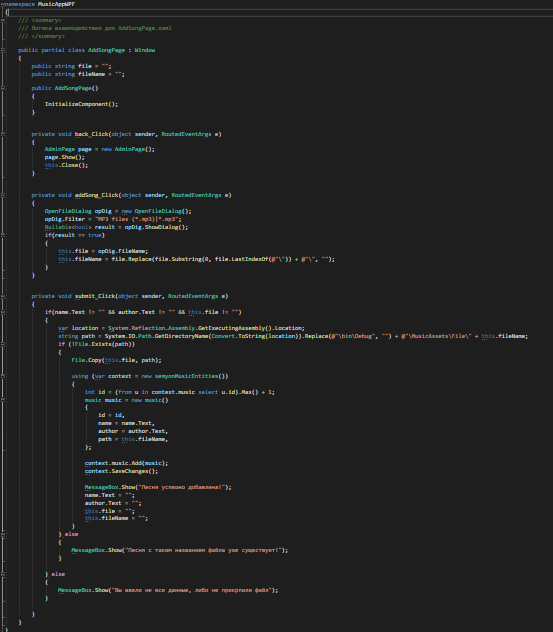 namespace MusicAppWPF
{
/// <summary>
/// Логика взаимодействия для AddSongPage.xaml
/// </summary>
public partial class AddSongPage : Window
{
public string file = "";
public string fileName = "";
public AddSongPage()
{
InitializeComponent();
}
private void back_Click(object sender, RoutedEventArgs e)
{
AdminPage page = new AdminPage();
page.Show();
this.Close();
}
private void addSong_Click(object sender, RoutedEventArgs e)
{
OpenFileDialog opDig = new OpenFileDialog();
opDig.Filter = "MP3 files (*.mp3)|*.mp3";
Nullable<bool> result = opDig.ShowDialog();
if(result == true)
{
this.file = opDig.FileName;
this.fileName = file.Replace(file.Substring(0, file.LastIndexOf(@"\")) + @"\", "");
}
}
private void submit_Click(object sender, RoutedEventArgs e)
{
if(name.Text != "" && author.Text != "" && this.file != "")
{
var location = System.Reflection.Assembly.GetExecutingAssembly().Location;
string path = System.IO.Path.GetDirectoryName(Convert.ToString(location)).Replace(@"\bin\Debug", "") + @"\MusicAssets\File\" + this.fileName;
if (!File.Exists(path))
{
File.Copy(this.file, path);
using (var context = new semyonMusicEntities())
{
int id = (from u in context.music select u.id).Max() + 1;
music music = new music()
{
id = id,
name = name.Text,
author = author.Text,
path = this.fileName,
};
context.music.Add(music);
context.SaveChanges();
MessageBox.Show("Песня успешно добавлена!");
name.Text = "";
author.Text = "";
this.file = "";
this.fileName = "";
}
} else
{
MessageBox.Show("Песня с таким названием файла уже существует!");
}
} else
{
MessageBox.Show("Вы ввели не все данные, либо не прикрпили файл");
}
}
}
}